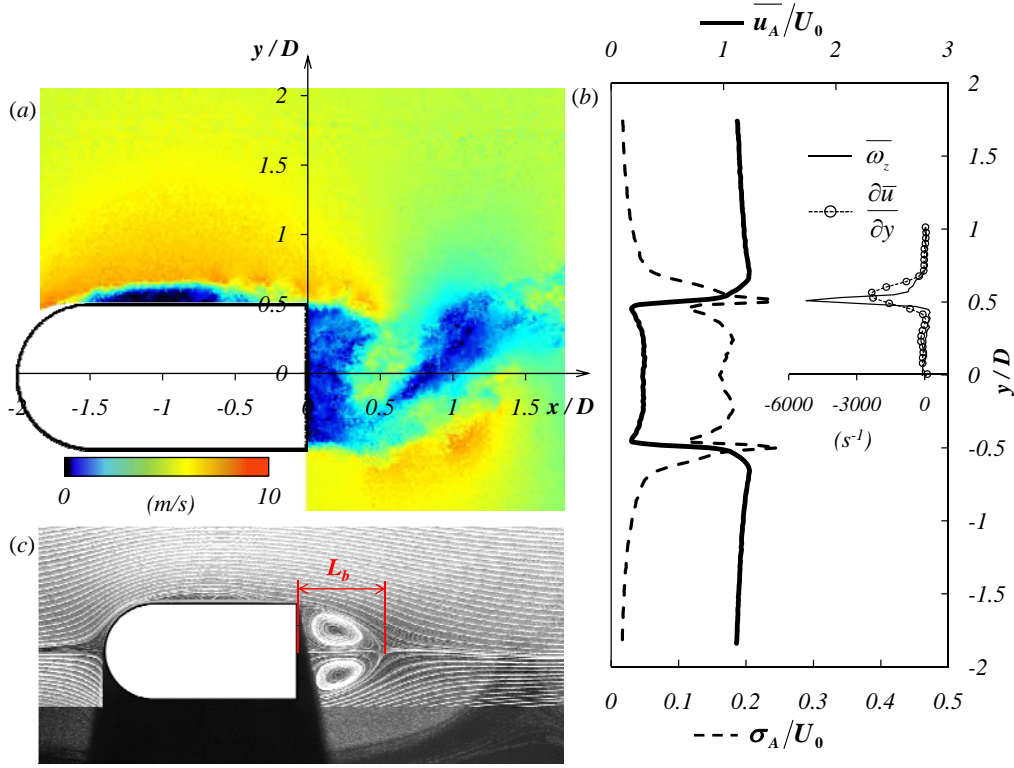 y / D
(a)
2
1.5
1
0.5
0
-2
-1.5
-1
-0.5
0
0.5
1
1.5
x / D
0
10
(m/s)
(c)
L_b
u_A/U_0
0
1
2
3
(b)
ω_z
∂u
∂y
2
1.5
1
0.5
0
-0.5
-1
-1.5
-2
y / D
-6000
-3000
0
(s^-1)
0
0.1
0.2
0.3
0.4
0.5
σ_A/U_0